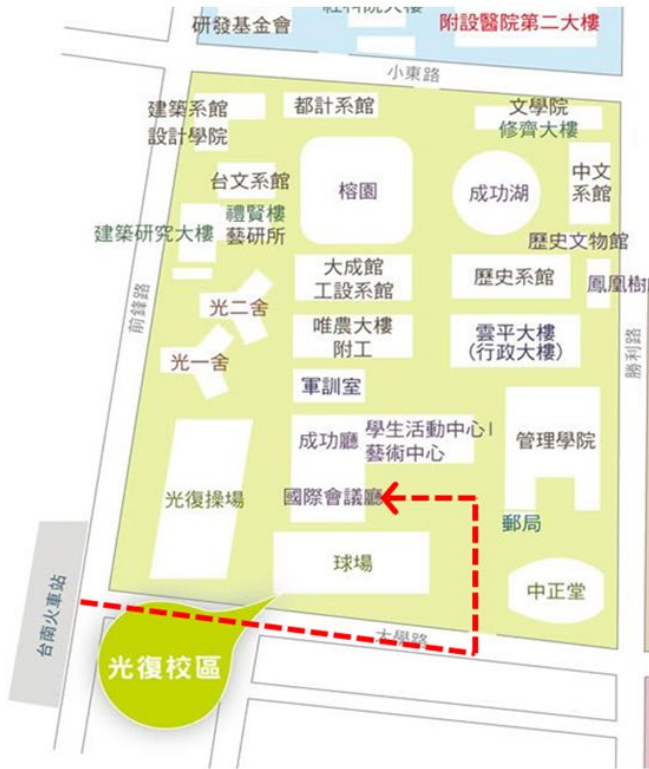 研發基金會
附設醫院第二大樓
小東路
建築系館
設計學院
都計系館
文學院
修齊大樓
台文系館
榕園
成功湖
中文
系館
禮賢樓
藝研所
建築研究大樓
歷史文物館
大成館
工設系館
歷史系館
鳳凰樹
光二舍
前鋒路
唯農大樓
附工
雲平大樓
(行政大樓)
勝利路
光一舍
軍訓室
成功廳
學生活動中心I
藝術中心
管理學院
光復操場
國際會議廳
郵局
球場
中正堂
台南火車站
大學路
光復校區